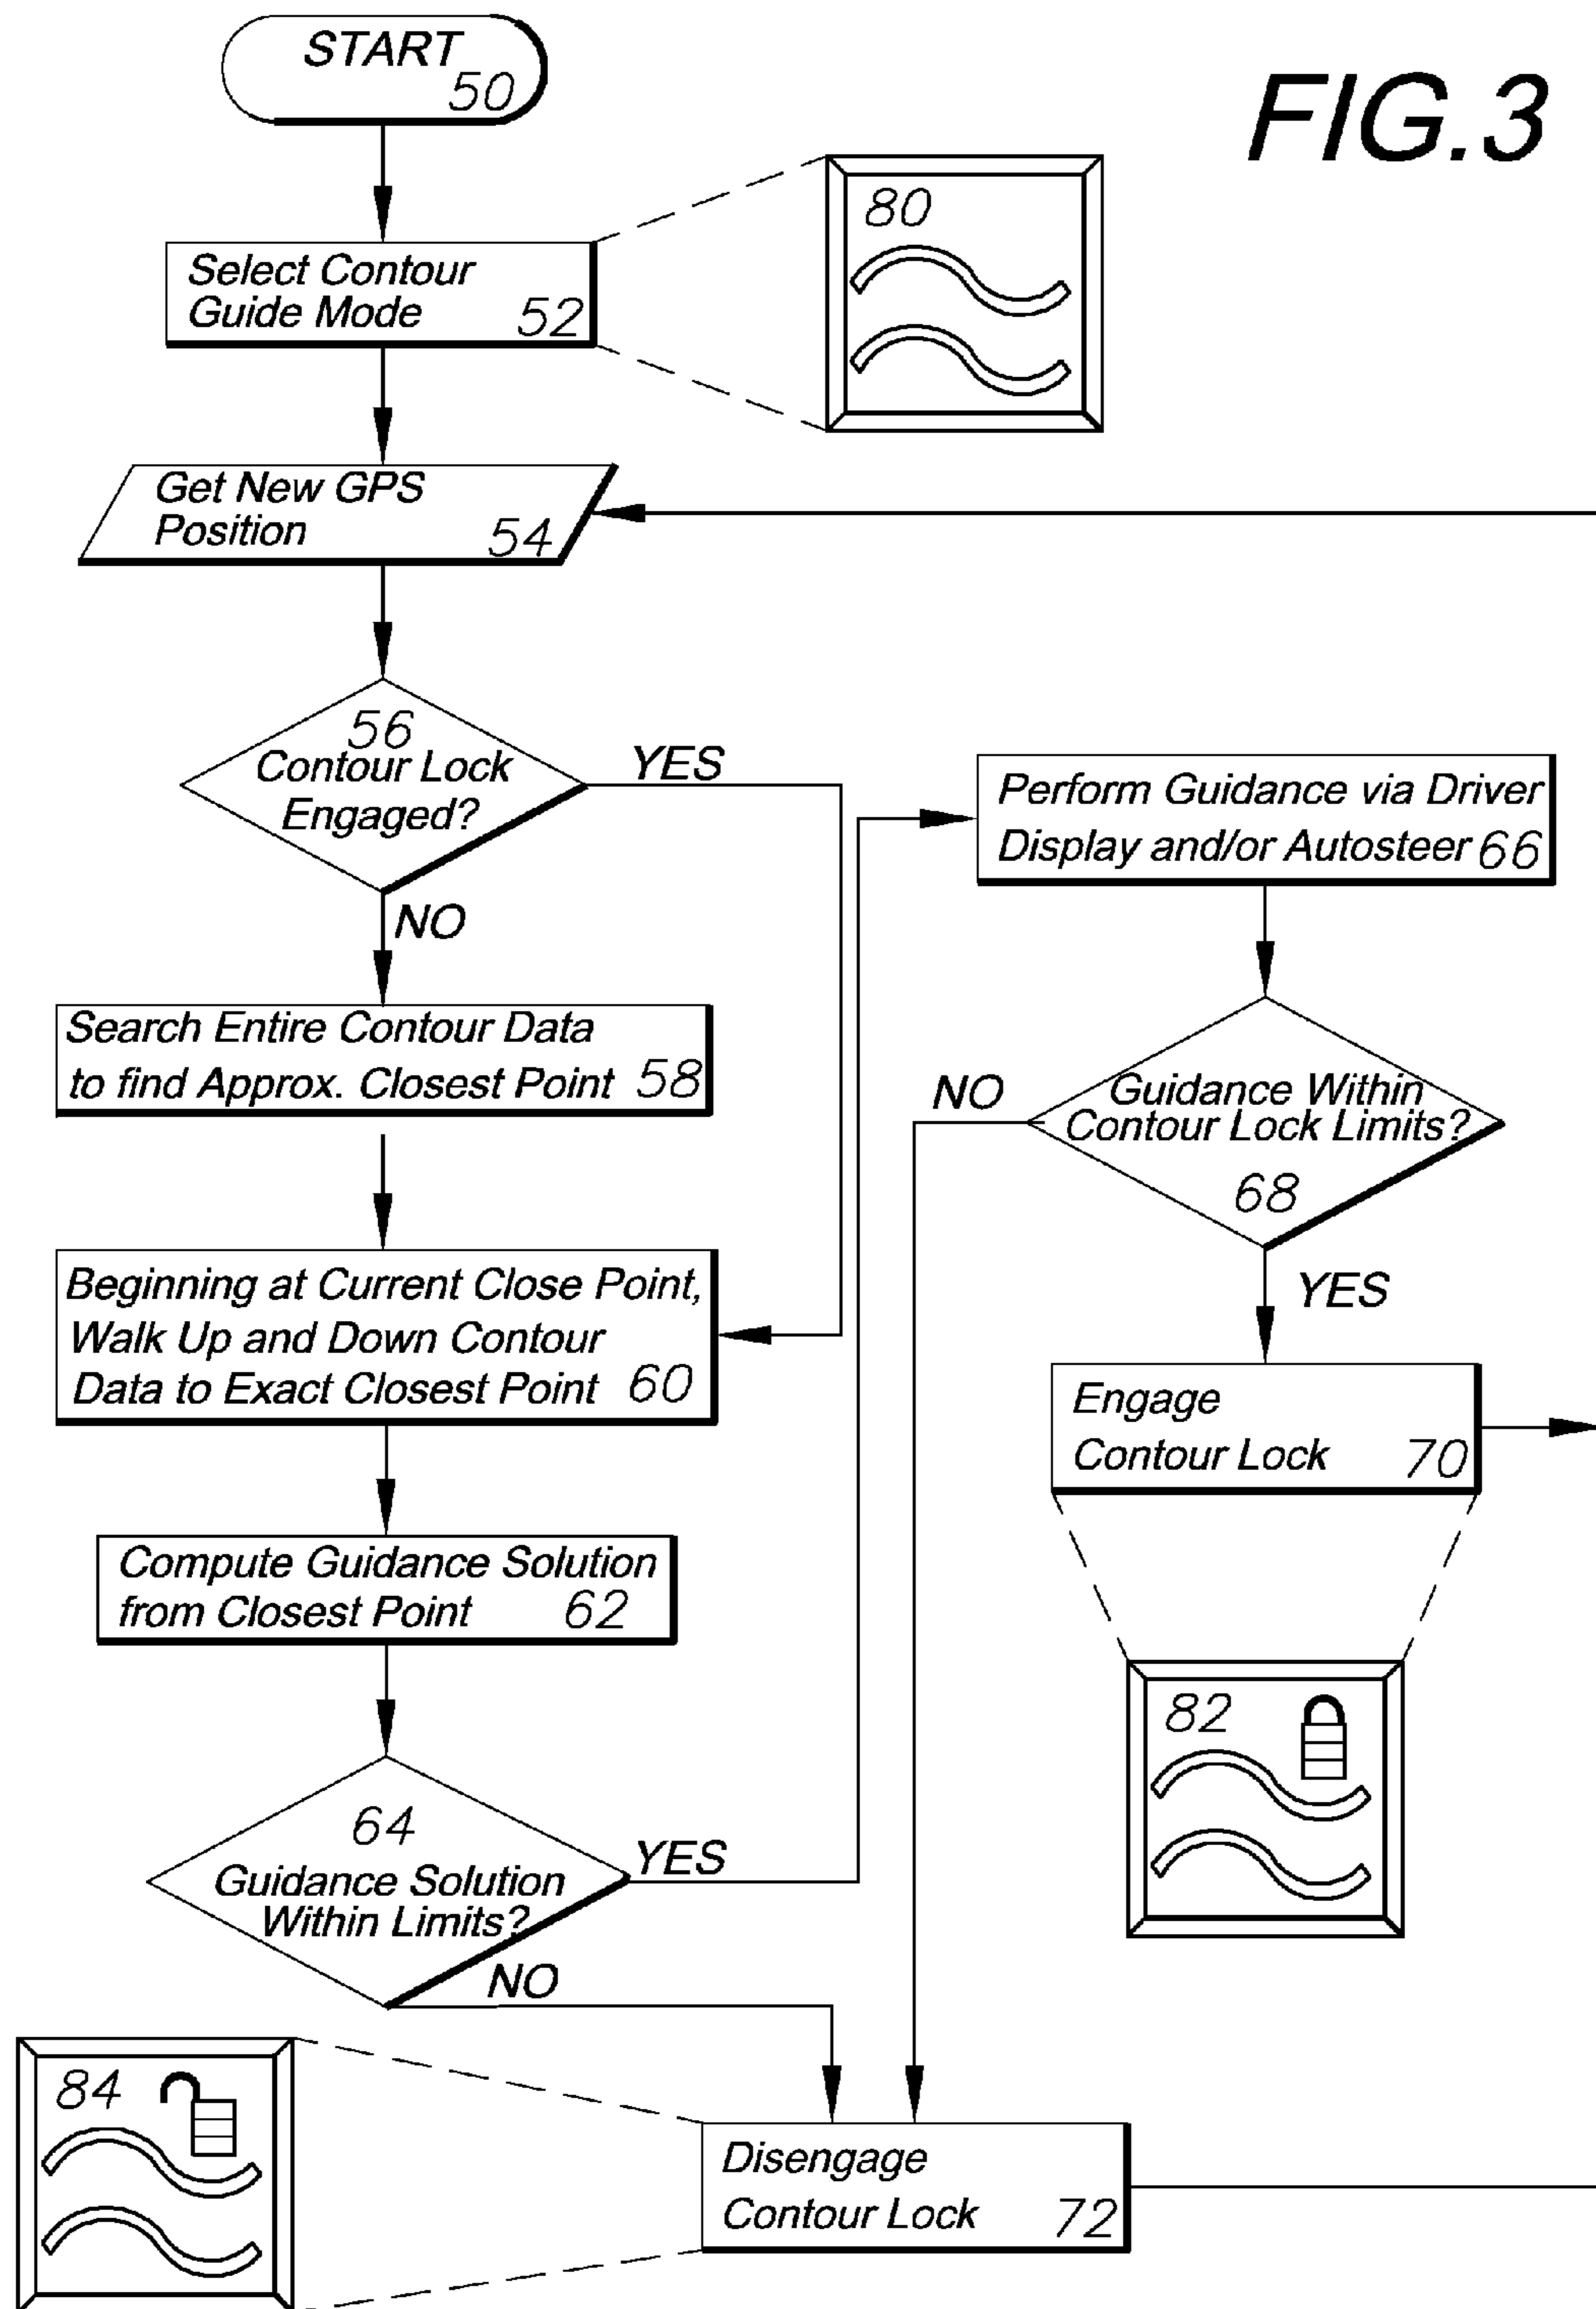 FIG.3
START
50
Select Contour
Guide Mode 52
80
Get New GPS
Position 54
56
Contour Lock
Engaged?
YES
NO
Search Entire Contour Data
to find Approx. Closest Point 58
Beginning at Current Close Point,
Walk Up and Down Contour
Data to Exact Closest Point 60
Compute Guidance Solution
from Closest Point 62
64
Guidance Solution
Within Limits?
YES
NO
Perform Guidance via Driver
Display and/or Autosteer 66
Guidance Within
Contour Lock Limits?
68
NO
YES
Engage
Contour Lock 70
82
84
Disengage
Contour Lock 72